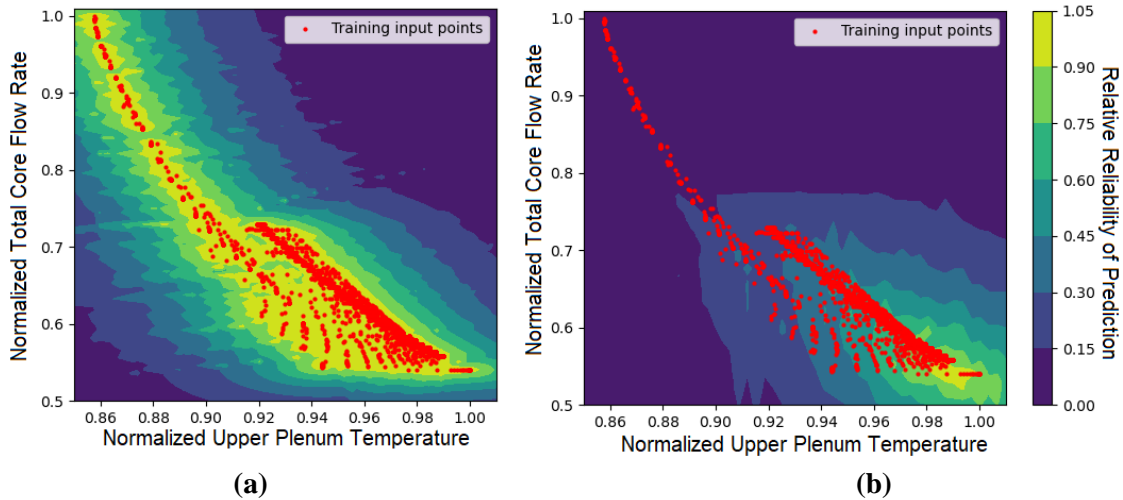 1.0
0.9
0.8
0.7
0.6
0.5
Normalized Total Core Flow Rate
Training input points
0.86 0.88 0.90 0.92 0.94 0.96 0.98 1.00
Normalized Upper Plenum Temperature
(a)
1.0
0.9
0.8
0.7
0.6
0.5
Normalized Total Core Flow Rate
Training input points
0.86 0.88 0.90 0.92 0.94 0.96 0.98 1.00
Normalized Upper Plenum Temperature
(b)
1.05
0.90
0.75
0.60
0.45
0.30
0.15
0.00
Relative Reliability of Prediction